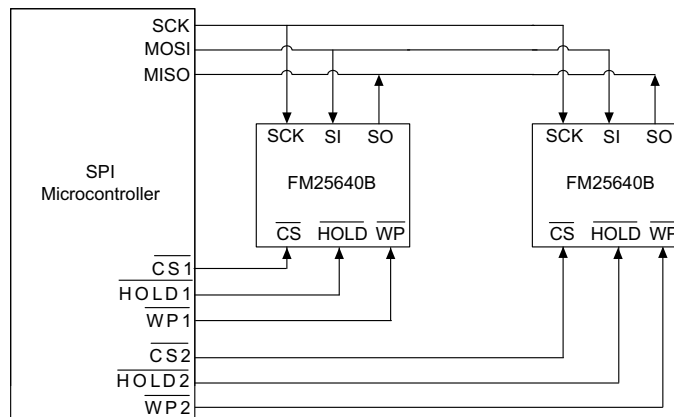 SCK
MOSI
MISO
SPI
Microcontroller
CS1
HOLD1
WP1
CS2
HOLD2
WP2
SCK SI SO
FM25640B
CS HOLD WP
SCK SI SO
FM25640B
CS HOLD WP